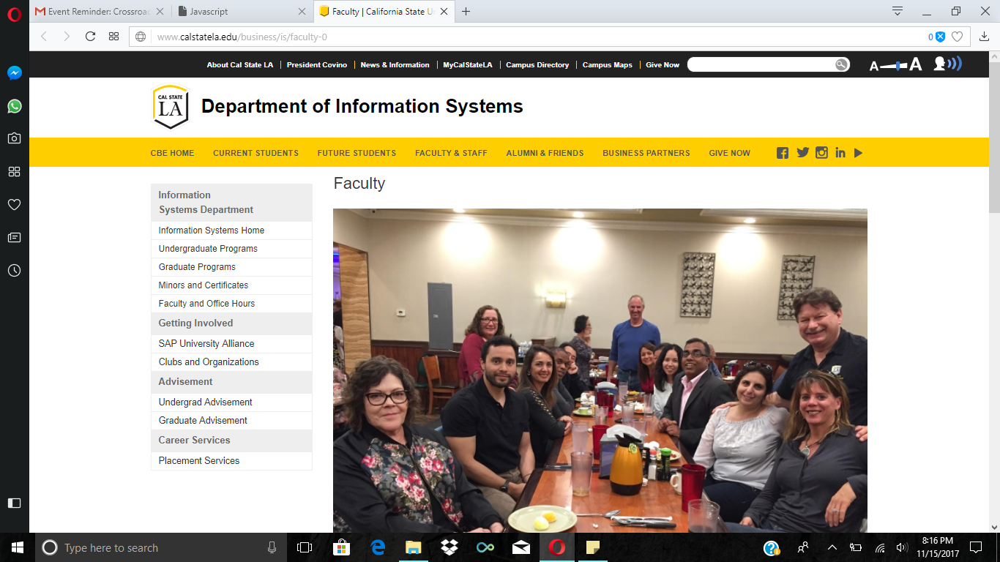 Event Reminder: Crossroad
Javascript
Faculty | California State U
www.calstatela.edu/business/is/faculty-0
0
About Cal State LA | President Covino | News & Information | MyCalStateLA | Campus Directory | Campus Maps | Give Now
A A
CAL STATE
LA
Department of Information Systems
CBE HOME CURRENT STUDENTS FUTURE STUDENTS FACULTY & STAFF ALUMNI & FRIENDS BUSINESS PARTNERS GIVE NOW
Information
Systems Department
Information Systems Home
Undergraduate Programs
Graduate Programs
Minors and Certificates
Faculty and Office Hours
Getting Involved
SAP University Alliance
Clubs and Organizations
Advisement
Undergrad Advisement
Graduate Advisement
Career Services
Placement Services
Faculty
Type here to search
8:16 PM
11/15/2017